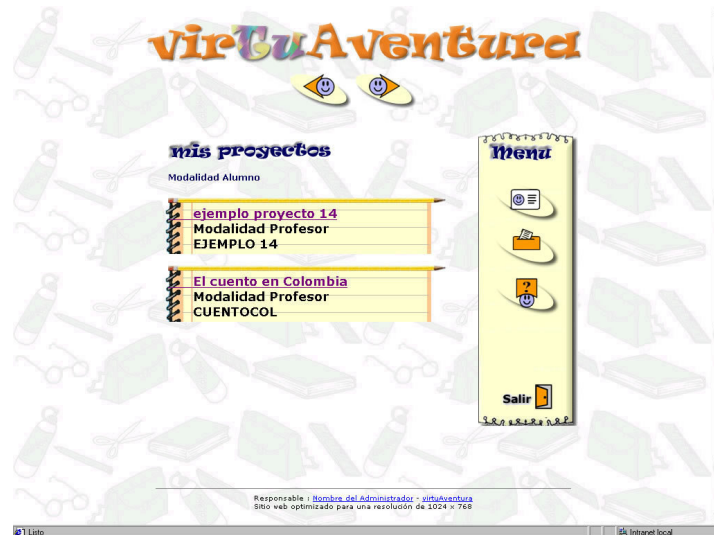 virTuAventura
mis proyectos
Modalidad Alumno
ejemplo proyecto 14
Modalidad Profesor
EJEMPLO 14
El cuento en Colombia
Modalidad Profesor
CUENTOCOL
Menu
?
Salir
Responsable : Nombre del Administrador - virtuAventura
Sitio web optimizado para una resolución de 1024 x 768
Listo
Intranet local